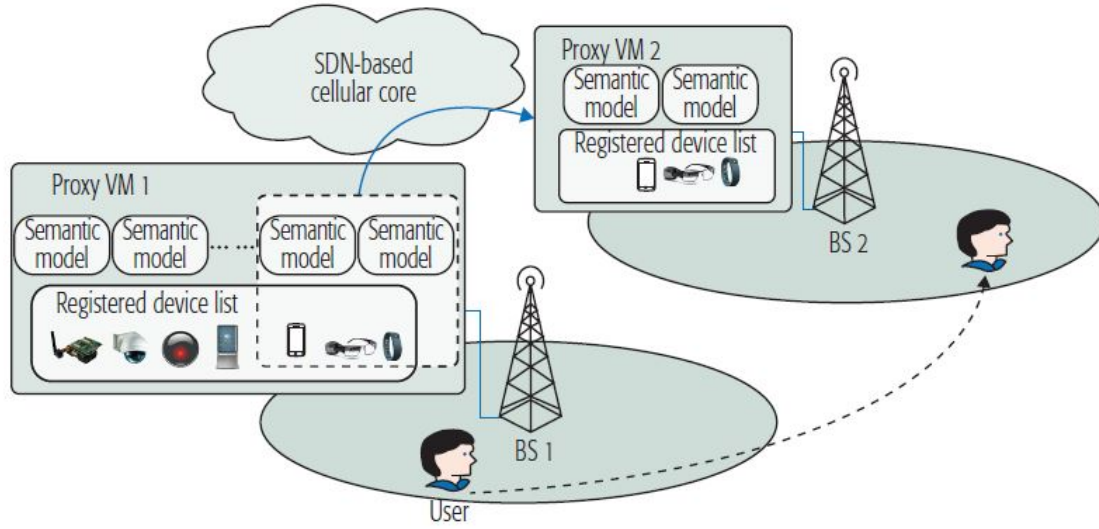 SDN-based
cellular core
Proxy VM 2
Semantic
model
Semantic
model
Registered device list
BS 2
Proxy VM 1
Semantic
model
Semantic
model
... ...
Semantic
model
Semantic
model
Registered device list
BS 1
User